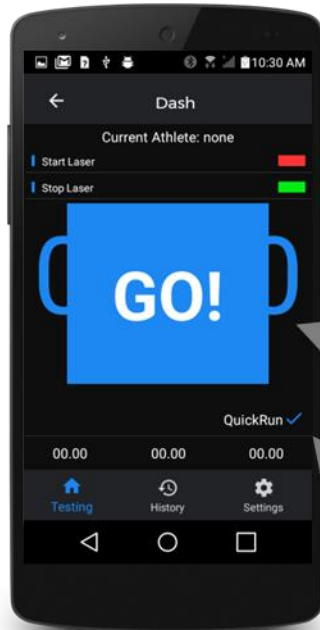 10:30 AM
Dash
Current Athlete: none
Start Laser
Stop Laser
GO!
QuickRun
00.00 00.00 00.00
Testing History Settings